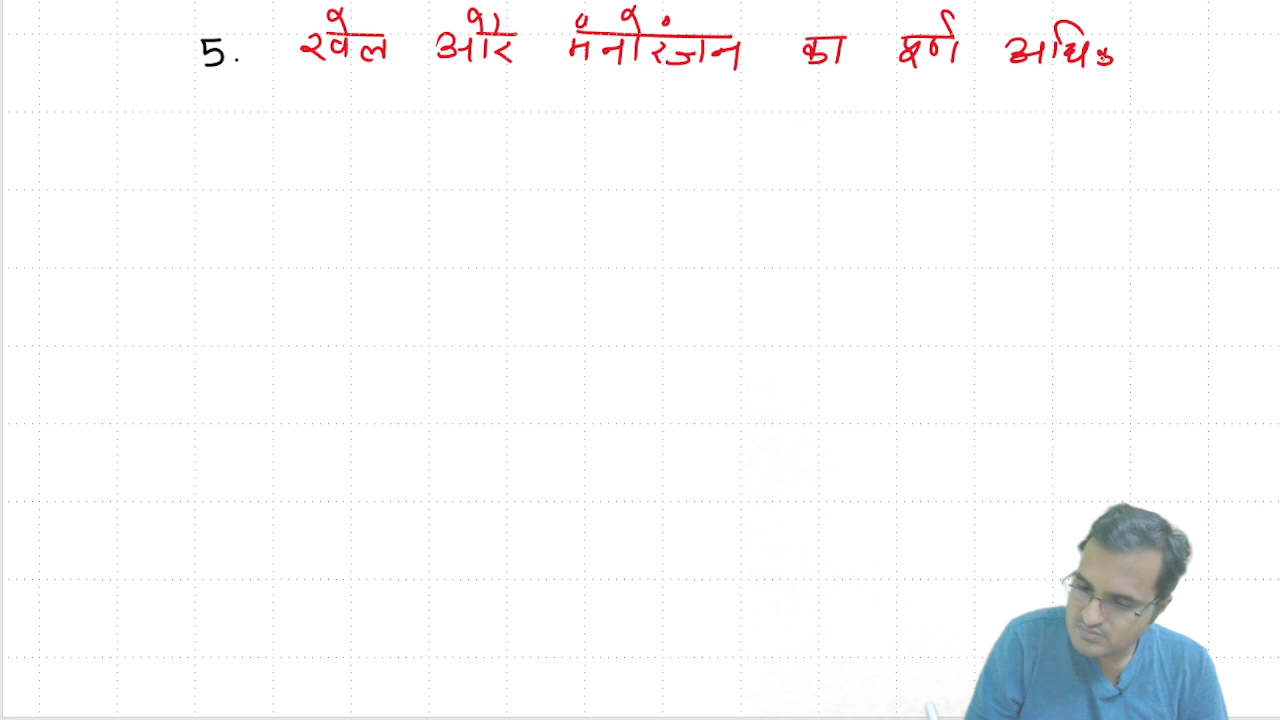 5. खेल और मनोरंजन का पूर्ण अधिक